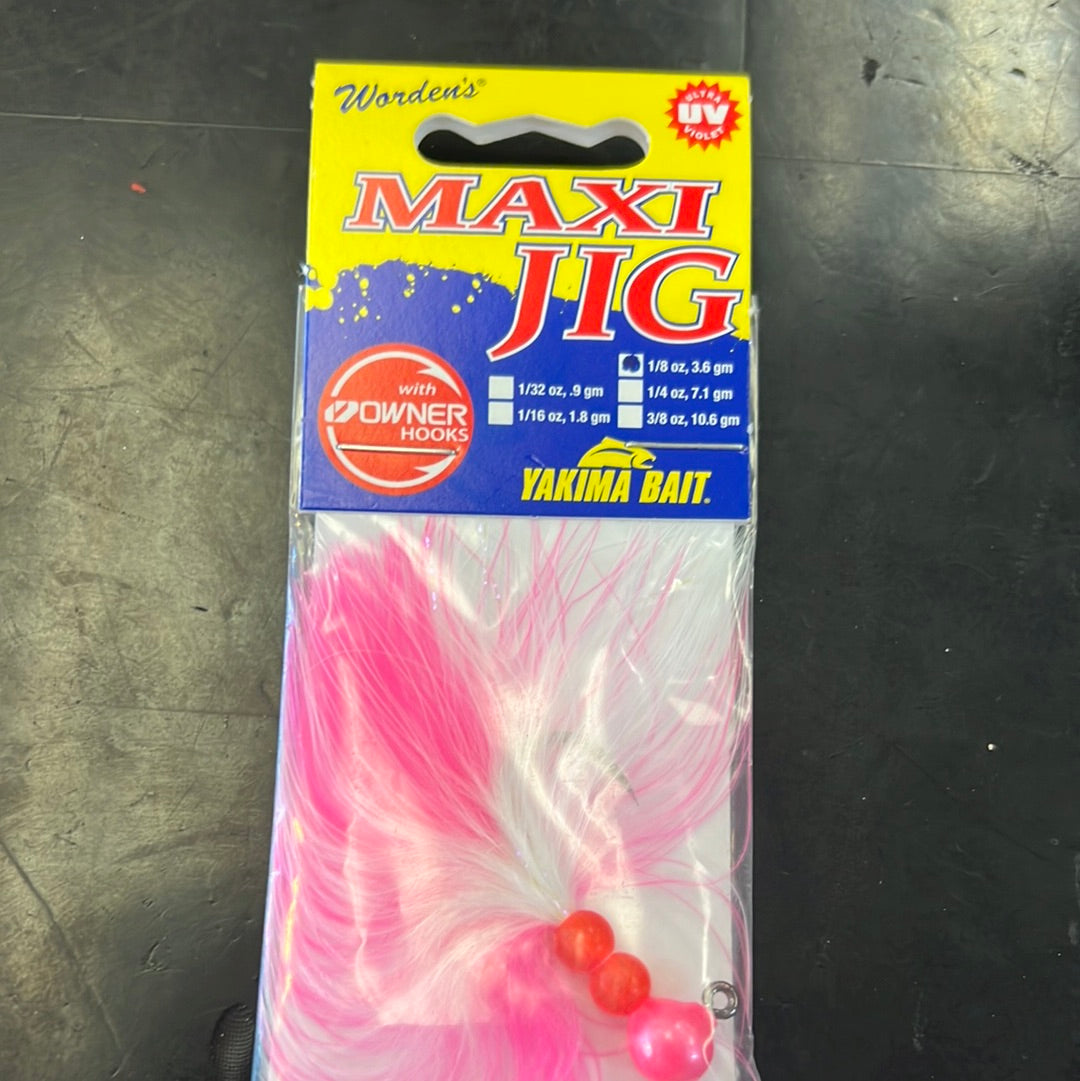 Worden's®
ULTRA
UV
VIOLET
MAXI
JIG
with
OWNER
HOOKS
1/32 oz, .9 gm
1/16 oz, 1.8 gm
1/8 oz, 3.6 gm
1/4 oz, 7.1 gm
3/8 oz, 10.6 gm
YAKIMA BAIT®